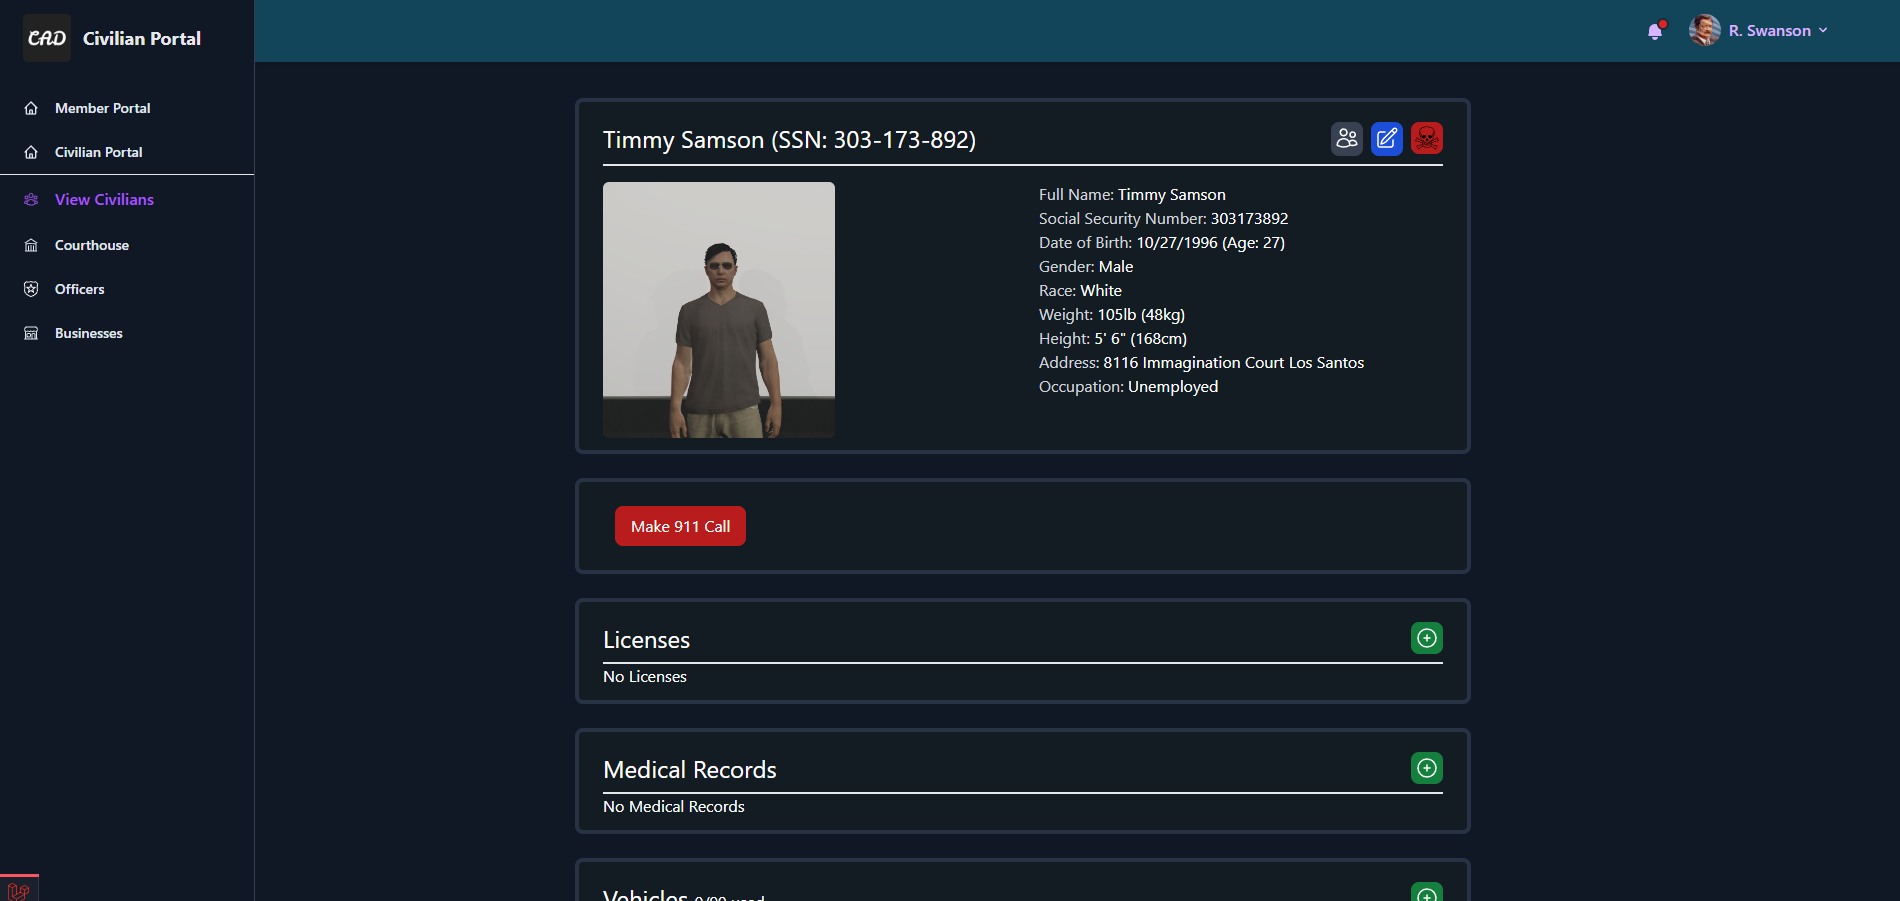 CAD
Civilian Portal
R. Swanson
Member Portal
Civilian Portal
View Civilians
Courthouse
Officers
Businesses
Timmy Samson (SSN: 303-173-892)
Full Name: Timmy Samson
Social Security Number: 303173892
Date of Birth: 10/27/1996 (Age: 27)
Gender: Male
Race: White
Weight: 105lb (48kg)
Height: 5' 6" (168cm)
Address: 8116 Immagination Court Los Santos
Occupation: Unemployed
Make 911 Call
Licenses
No Licenses
Medical Records
No Medical Records
Vehicles